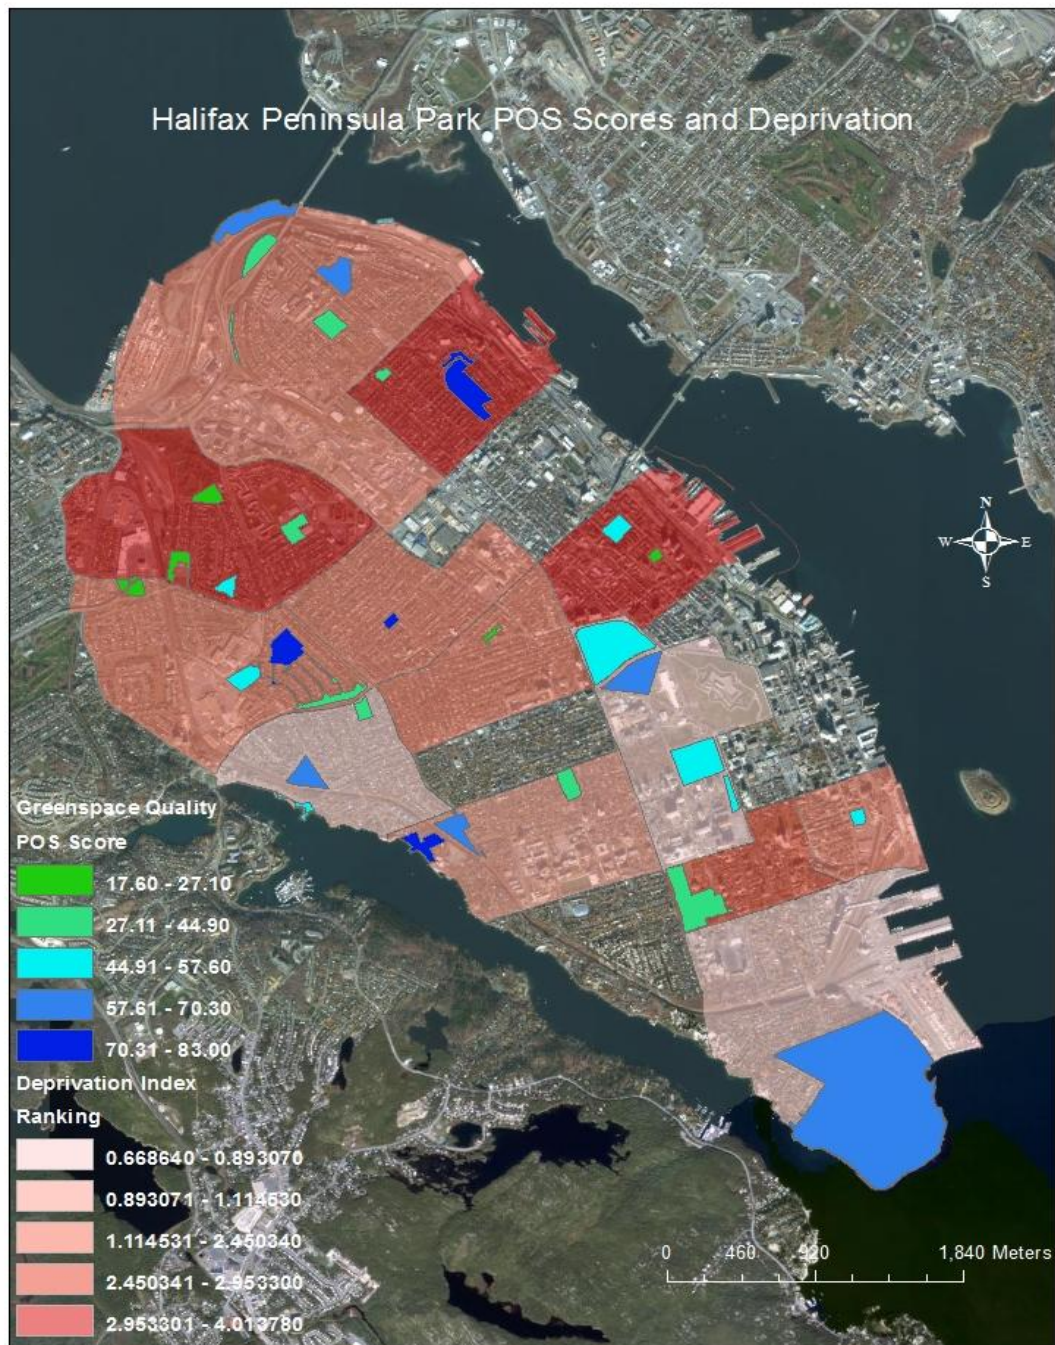 Halifax Peninsula Park POS Scores and Deprivation
N
W E
S
Greenspace Quality
POS Score
17.60 - 27.10
27.11 - 44.90
44.91 - 57.60
57.61 - 70.30
70.31 - 83.00
Deprivation Index
Ranking
0.668640 - 0.893070
0.893071 - 1.114530
1.114531 - 2.450340
2.450341 - 2.953300
2.953301 - 4.013780
0 460 920 1,840 Meters